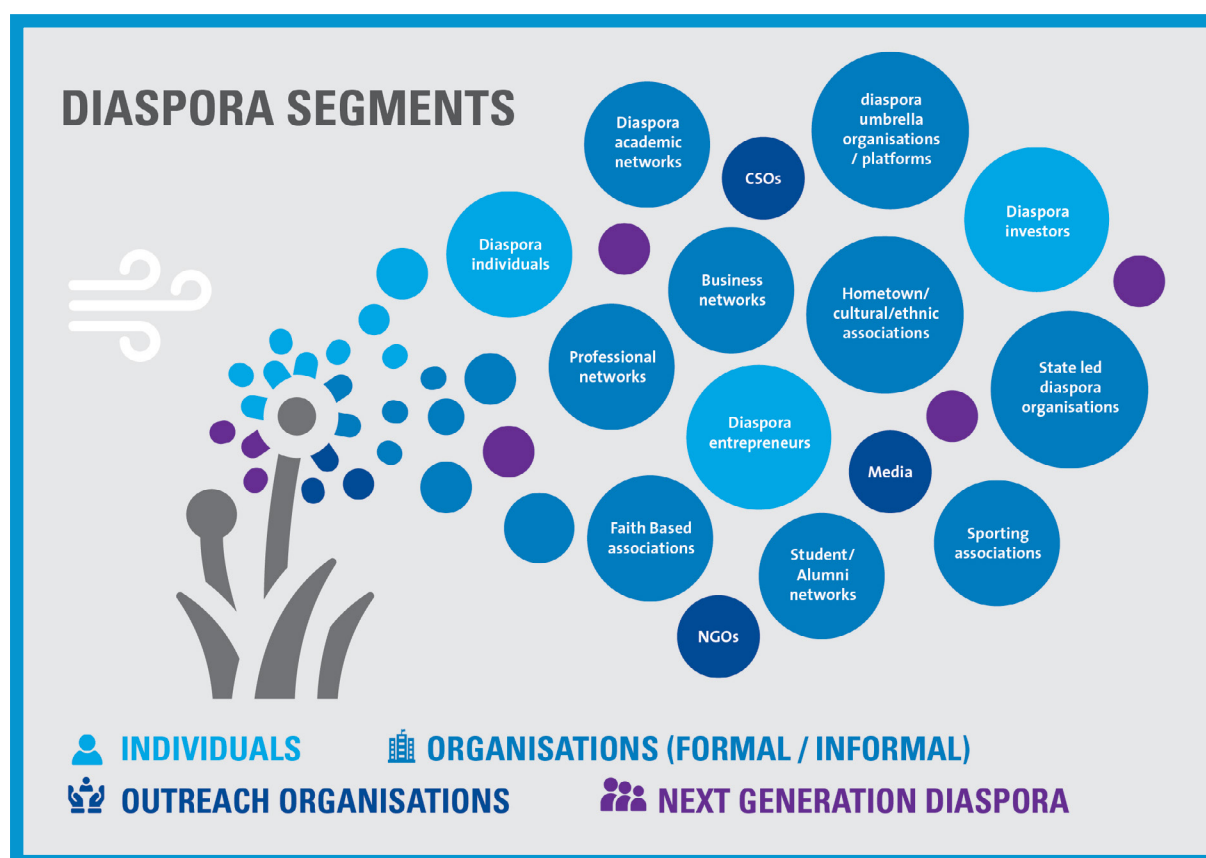 DIASPORA SEGMENTS
Diaspora
academic
networks
diaspora
umbrella
organisations
/ platforms
CSOs
Diaspora
investors
Diaspora
individuals
Business
networks
Hometown/
cultural/ethnic
associations
Professional
networks
State led
diaspora
organisations
Diaspora
entrepreneurs
Media
Faith Based
associations
Student/
Alumni
networks
Sporting
associations
NGOs
INDIVIDUALS
ORGANISATIONS (FORMAL / INFORMAL)
OUTREACH ORGANISATIONS
NEXT GENERATION DIASPORA